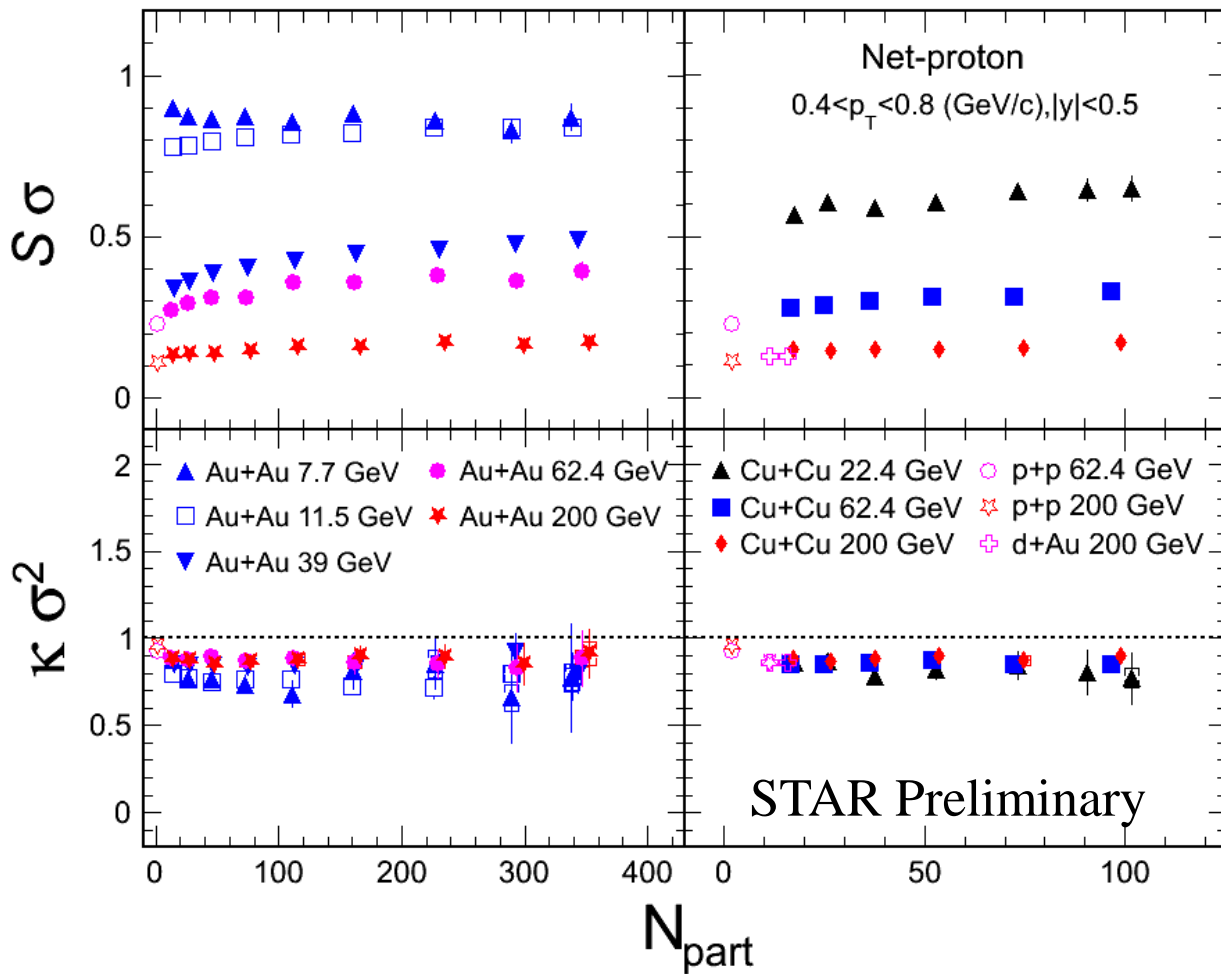 S σ
1
0.5
0
Net-proton
0.4<p_T<0.8 (GeV/c),|y|<0.5
κ σ²
2
1.5
1
0.5
0
Au+Au 7.7 GeV
Au+Au 62.4 GeV
Au+Au 11.5 GeV
Au+Au 200 GeV
Au+Au 39 GeV
Cu+Cu 22.4 GeV
p+p 62.4 GeV
Cu+Cu 62.4 GeV
p+p 200 GeV
Cu+Cu 200 GeV
d+Au 200 GeV
STAR Preliminary
0 100 200 300 400
0 50 100
N_part